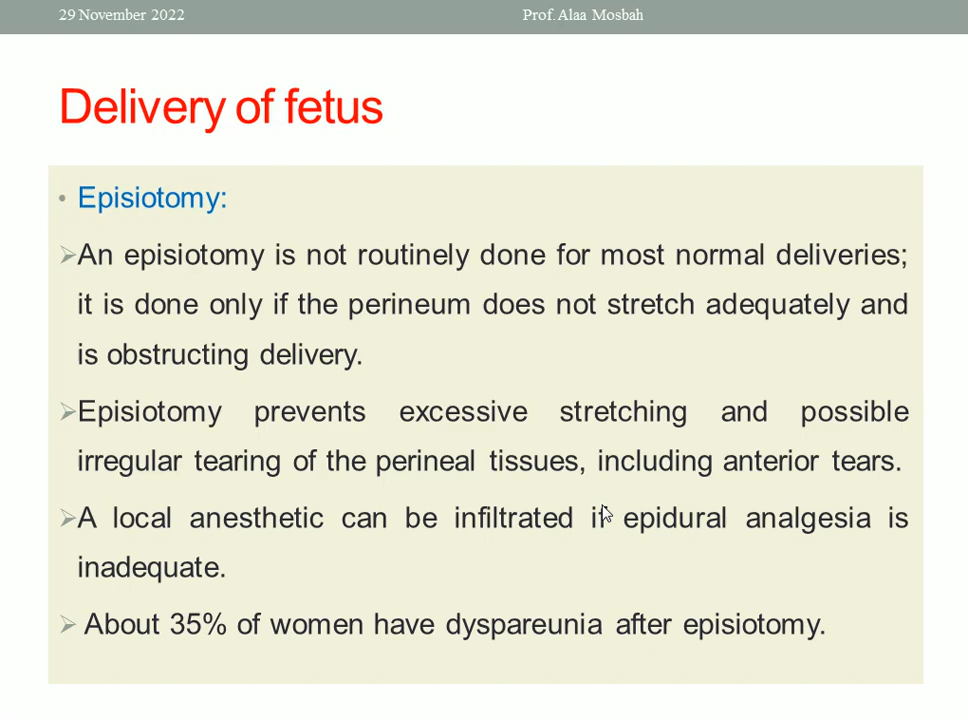 29 November 2022
Prof. Alaa Mosbah
Delivery of fetus
• Episiotomy:
➢An episiotomy is not routinely done for most normal deliveries;
it is done only if the perineum does not stretch adequately and
is obstructing delivery.
➢Episiotomy prevents excessive stretching and possible
irregular tearing of the perineal tissues, including anterior tears.
➢A local anesthetic can be infiltrated if epidural analgesia is
inadequate.
➢ About 35% of women have dyspareunia after episiotomy.